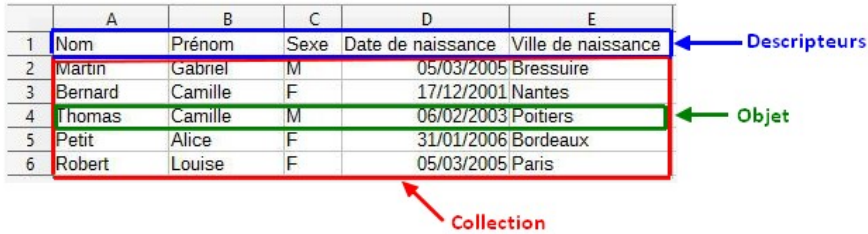 A B C D E
1 Nom Prénom Sexe Date de naissance Ville de naissance Descripteurs
2 Martin Gabriel M 05/03/2005 Bressuire
3 Bernard Camille F 17/12/2001 Nantes
4 Thomas Camille M 06/02/2003 Poitiers Objet
5 Petit Alice F 31/01/2006 Bordeaux
6 Robert Louise F 05/03/2005 Paris
Collection